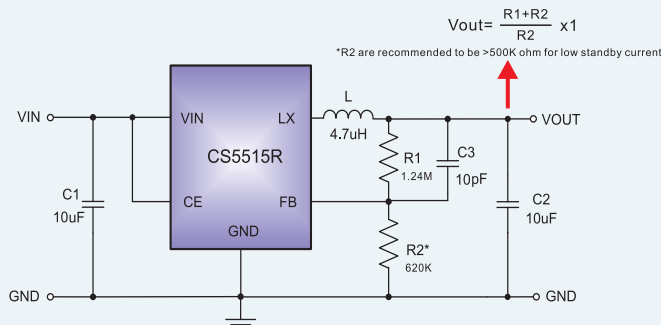 Vout= R1+R2 / R2 x1
*R2 are recommended to be >500K ohm for low standby current
VIN
VIN
LX
L
4.7uH
VOUT
CS5515R
R1
1.24M
C3
10pF
C1
10uF
CE
FB
C2
10uF
GND
R2*
620K
GND
GND